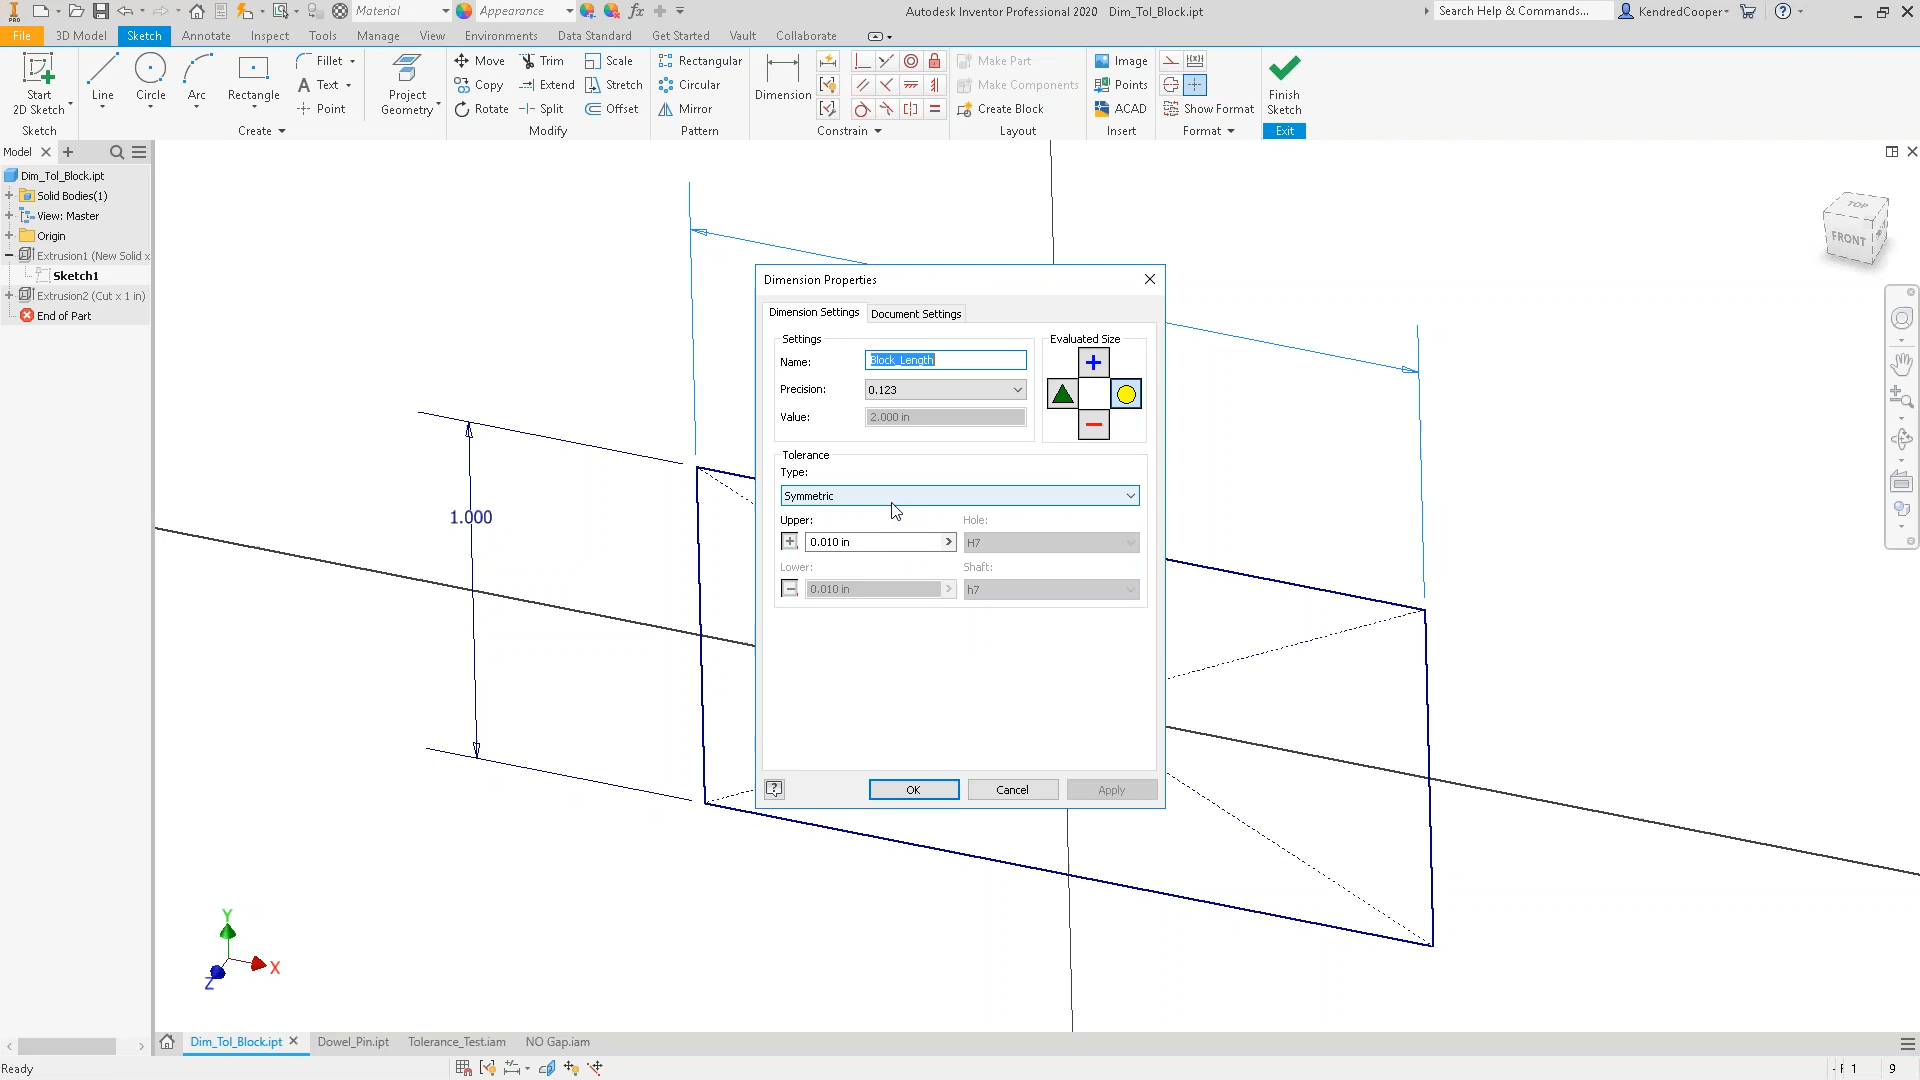 PRO
Material
Appearance
fx
Autodesk Inventor Professional 2020 Dim_Tol_Block.ipt
Search Help & Commands...
KendredCooper
File
3D Model
Sketch
Annotate
Inspect
Tools
Manage
View
Environments
Data Standard
Get Started
Vault
Collaborate
Start
2D Sketch
Sketch
Line
Circle
Arc
Rectangle
Fillet
Text
Point
Create
Project
Geometry
Move
Copy
Rotate
Trim
Extend
Split
Scale
Stretch
Offset
Modify
Rectangular
Circular
Mirror
Pattern
Dimension
Constrain
Make Part
Make Components
Create Block
Layout
Image
Points
ACAD
Insert
Show Format
Format
Finish
Sketch
Exit
Model
Dim_Tol_Block.ipt
Solid Bodies(1)
View: Master
Origin
Extrusion1 (New Solid x
Sketch1
Extrusion2 (Cut x 1 in)
End of Part
TOP
FRONT
1.000
Dimension Properties
Dimension Settings
Document Settings
Settings
Name:
Block_Length
Precision:
0.123
Value:
2.000 in
Evaluated Size
Tolerance
Type:
Symmetric
Upper:
Hole:
0.010 in
H7
Lower:
Shaft:
0.010 in
h7
OK
Cancel
Apply
Y
X
Z
Dim_Tol_Block.ipt
Dowel_Pin.ipt
Tolerance_Test.iam
NO Gap.iam
Ready
1
9